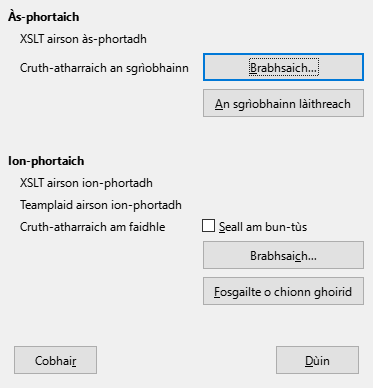 Às-phortaich
XSLT airson às-phortadh
Cruth-atharraich an sgrìobhainn
Brabhsaich...
An sgrìobhainn làithreach
Ion-phortaich
XSLT airson ion-phortadh
Teamplaid airson ion-phortadh
Cruth-atharraich am faidhle
Seall am bun-tùs
Brabhsaich...
Fosgailte o chionn ghoirid
Cobhair
Dùin